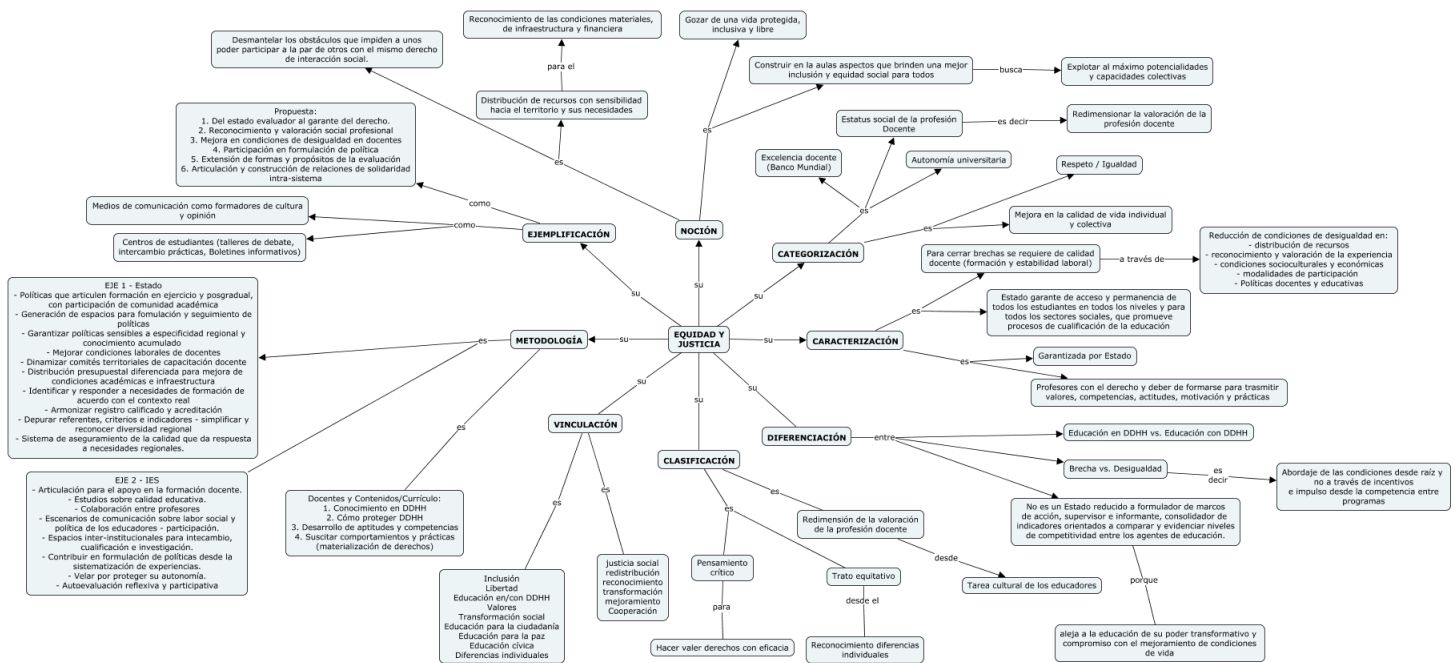 Reconocimiento de las condiciones materiales,
de infraestructura y financiera
Gozar de una vida protegida,
inclusiva y libre
Desmantelar los obstáculos que impiden a unos
poder participar a la par de otros con el mismo derecho
de interacción social.
para el
Construir en la aulas aspectos que brinden una mejor
inclusión y equidad social para todos
busca
Explotar al máximo potencialidades
y capacidades colectivas
Distribución de recursos con sensibilidad
hacia el territorio y sus necesidades
es
es
Estatus social de la profesión
Docente
es decir
Redimensionar la valoración de la
profesión docente
Propuesta:
1. Del estado evaluador al garante del derecho.
2. Reconocimiento y valoración social profesional
3. Mejora en condiciones de desigualdad en docentes
4. Participación en formulación de política
5. Extensión de formas y propósitos de la evaluación
6. Articulación y construcción de relaciones de solidaridad
intra-sistema
Excelencia docente
(Banco Mundial)
Autonomía universitaria
Respeto / Igualdad
es
como
Medios de comunicación como formadores de cultura
y opinión
como
Centros de estudiantes (talleres de debate,
intercambio prácticas, Boletines informativos)
EJEMPLIFICACIÓN
NOCIÓN
CATEGORIZACIÓN
es
Mejora en la calidad de vida individual
y colectiva
Para cerrar brechas se requiere de calidad
docente (formación y estabilidad laboral)
a través de
Reducción de condiciones de desigualdad en:
- distribución de recursos
- reconocimiento y valoración de la experiencia
- condiciones socioculturales y económicas
- modalidades de participación
- Políticas docentes y educativas
su
su
su
EJE 1 - Estado
- Políticas que articulen formación en ejercicio y posgradual,
con participación de comunidad académica
- Generación de espacios para fomulación y seguimiento de
políticas
- Garantizar políticas sensibles a especificidad regional y
conocimiento acumulado
- Mejorar condiciones laborales de docentes
- Dinamizar comités territoriales de capacitación docente
- Distribución presupuestal diferenciada para mejora de
condiciones académicas e infraestructura
- Identificar y responder a necesidades de formación de
acuerdo con el contexto real
- Armonizar registro calificado y acreditación
- Depurar referentes, criterios e indicadores - simplificar y
reconocer diversidad regional
- Sistema de aseguramiento de la calidad que da respuesta
a necesidades regionales.
es
METODOLOGÍA
su
EQUIDAD Y
JUSTICIA
su
CARACTERIZACIÓN
es
Estado garante de acceso y permanencia de
todos los estudiantes en todos los niveles y para
todos los sectores sociales, que promueve
procesos de cualificación de la educación
es
Garantizada por Estado
Profesores con el derecho y deber de formarse para trasmitir
valores, competencias, actitudes, motivación y prácticas
su
su
su
VINCULACIÓN
CLASIFICACIÓN
DIFERENCIACIÓN
entre
Educación en DDHH vs. Educación con DDHH
Brecha vs. Desigualdad
es
decir
Abordaje de las condiciones desde raíz y
no a través de incentivos
e impulso desde la competencia entre
programas
No es un Estado reducido a formulador de marcos
de acción, supervisor e informante, consolidador de
indicadores orientados a comparar y evidenciar niveles
de competitividad entre los agentes de educación.
porque
aleja a la educación de su poder transformativo y
compromiso con el mejoramiento de condiciones
de vida
EJE 2 - IES
- Articulación para el apoyo en la formación docente.
- Estudios sobre calidad educativa.
- Colaboración entre profesores
- Escenarios de comunicación sobre labor social y
política de los educadores - participación.
- Espacios inter-institucionales para intecambio,
cualificación e investigación.
- Contribuir en formulación de políticas desde la
sistematización de experiencias.
- Velar por proteger su autonomía.
- Autoevaluación reflexiva y participativa
es
Docentes y Contenidos/Currículo:
1. Conocimiento en DDHH
2. Cómo proteger DDHH
3. Desarrollo de aptitudes y competencias
4. Suscitar comportamientos y prácticas
(materialización de derechos)
es
Inclusión
Libertad
Educación en/con DDHH
Valores
Transformación social
Educación para la ciudadanía
Educación para la paz
Educación cívica
Diferencias individuales
es
Justicia social
redistribución
reconocimiento
transformación
mejoramiento
Cooperación
es
es
Redimensión de la valoración
de la profesión docente
desde
Tarea cultural de los educadores
Pensamiento
crítico
para
Hacer valer derechos con eficacia
Trato equitativo
desde el
Reconocimiento diferencias
individuales